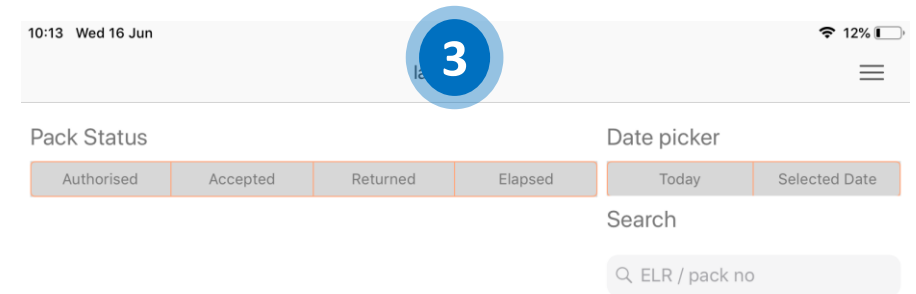 10:13 Wed 16 Jun 12%
3
Pack Status
Authorised Accepted Returned Elapsed
Date picker
Today Selected Date
Search
ELR / pack no